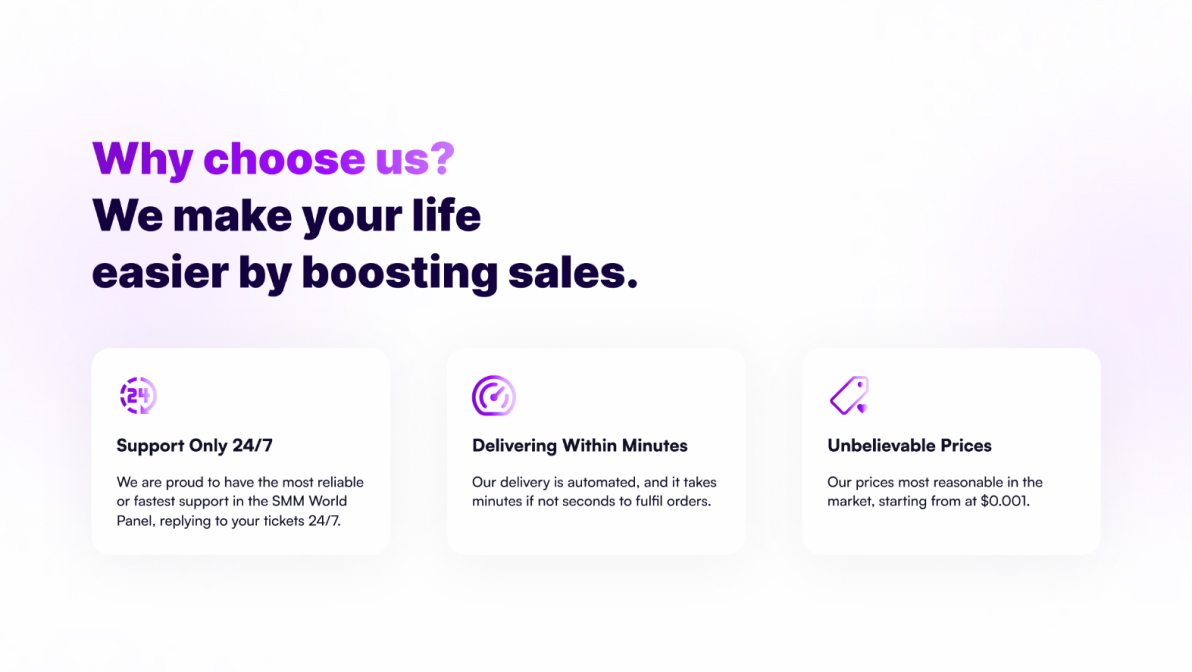 Why choose us?
We make your life
easier by boosting sales.
24
Support Only 24/7
We are proud to have the most reliable
or fastest support in the SMM World
Panel, replying to your tickets 24/7.
Delivering Within Minutes
Our delivery is automated, and it takes
minutes if not seconds to fulfil orders.
Unbelievable Prices
Our prices most reasonable in the
market, starting from at $0.001.